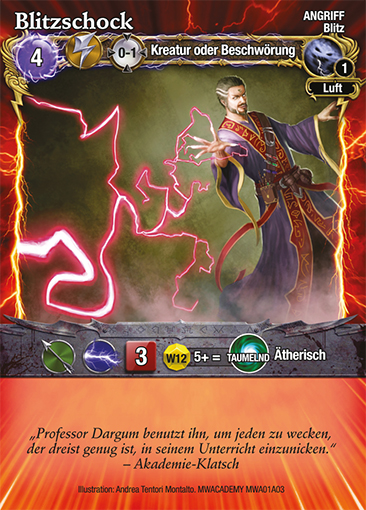 Blitzschock
ANGRIFF
Blitz
4
0-1 Kreatur oder Beschwörung
1
Luft
3 W12 5+ = TAUMELND Ätherisch
„Professor Dargum benutzt ihn, um jeden zu wecken,
der dreist genug ist, in seinem Unterricht einzunicken.“
– Akademie-Klatsch
Illustration: Andrea Tentori Montalto. MWACADEMY MWA01A03